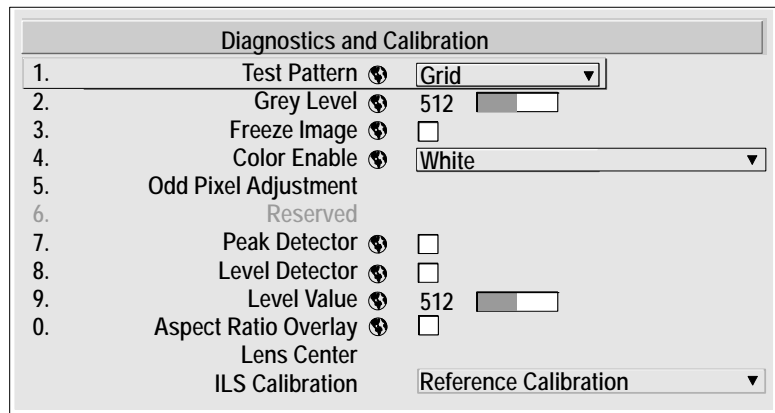 Diagnostics and Calibration
1. Test Pattern Grid
2. Grey Level 512
3. Freeze Image
4. Color Enable White
5. Odd Pixel Adjustment
6. Reserved
7. Peak Detector
8. Level Detector
9. Level Value 512
0. Aspect Ratio Overlay
Lens Center
ILS Calibration Reference Calibration